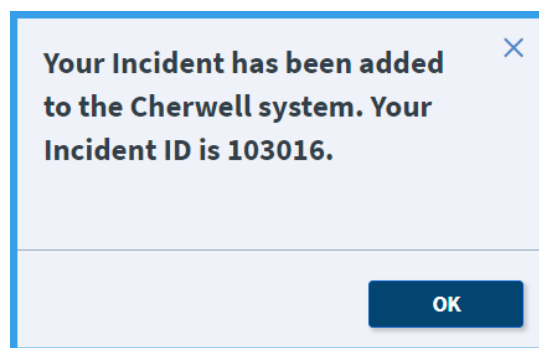 Your Incident has been added
to the Cherwell system. Your
Incident ID is 103016.
OK